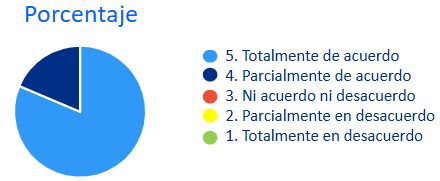 Porcentaje
5. Totalmente de acuerdo
4. Parcialmente de acuerdo
3. Ni acuerdo ni desacuerdo
2. Parcialmente en desacuerdo
1. Totalmente en desacuerdo